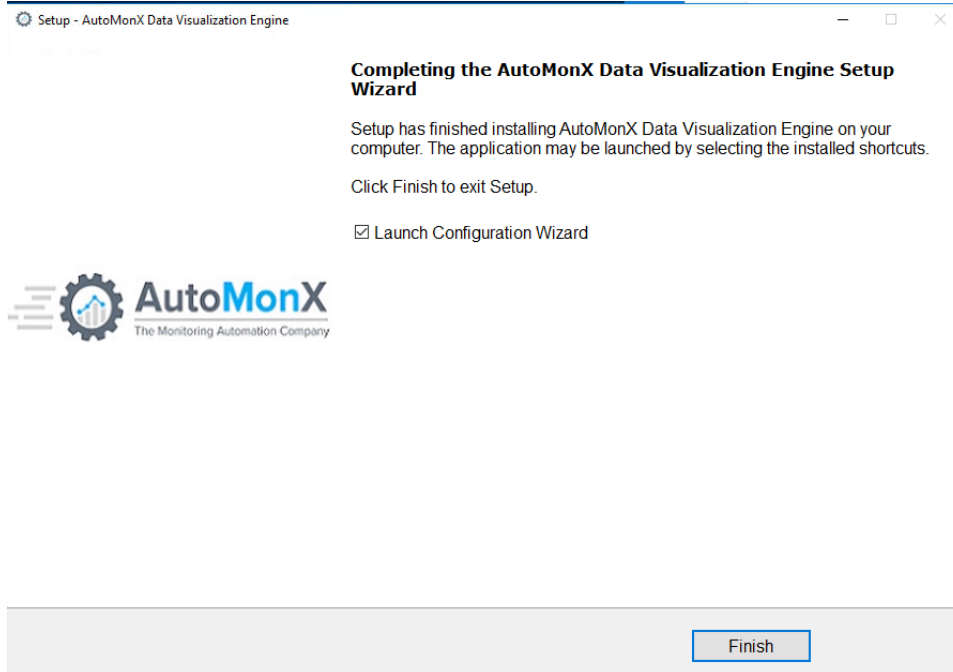 Setup - AutoMonX Data Visualization Engine
Completing the AutoMonX Data Visualization Engine Setup
Wizard
Setup has finished installing AutoMonX Data Visualization Engine on your
computer. The application may be launched by selecting the installed shortcuts.
Click Finish to exit Setup.
Launch Configuration Wizard
AutoMonX
The Monitoring Automation Company
Finish